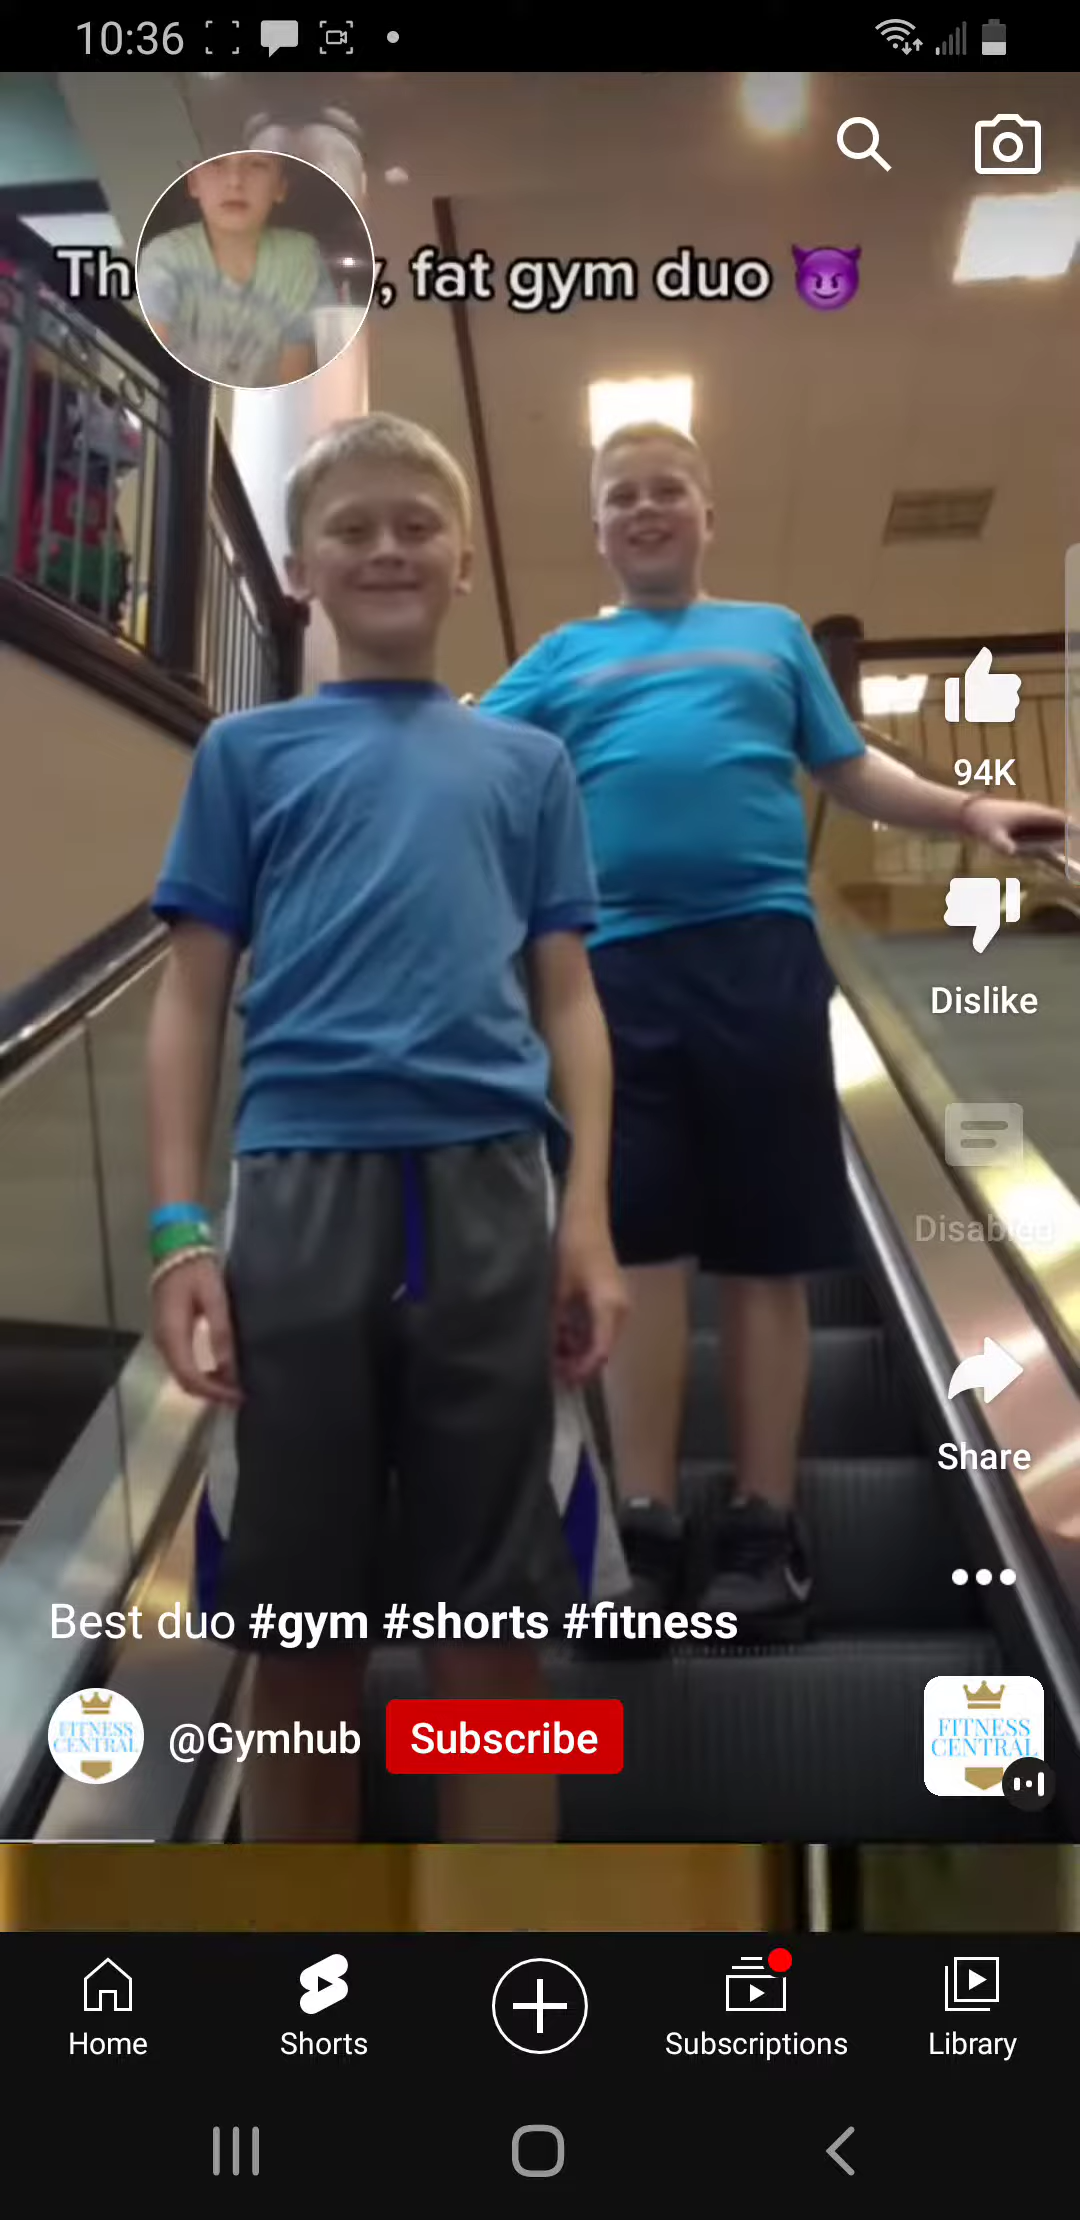 10:36
Th , fat gym duo 😈
94K
Dislike
Disabled
Share
Best duo #gym #shorts #fitness
FITNESS
CENTRAL
@Gymhub
Subscribe
FITNESS
CENTRAL
Home
Shorts
Subscriptions
Library